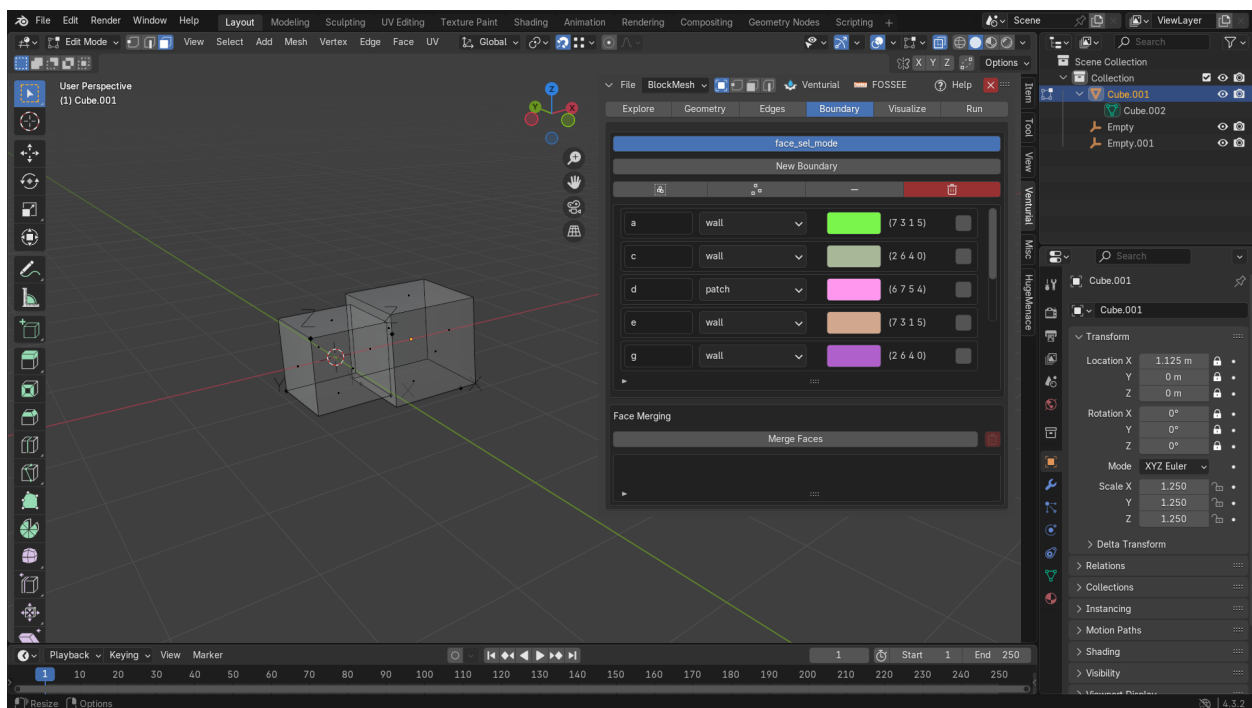 File Edit Render Window Help Layout Modeling Sculpting UV Editing Texture Paint Shading Animation Rendering Compositing Geometry Nodes Scripting + Scene ViewLayer
Edit Mode View Select Add Mesh Vertex Edge Face UV Global Search
X Y Z Options
User Perspective
(1) Cube.001
Z
Y
X
File BlockMesh Venturial FOSSEE Help
Explore Geometry Edges Boundary Visualize Run
face_sel_mode
New Boundary
a wall (7 3 1 5)
c wall (2 6 4 0)
d patch (6 7 5 4)
e wall (7 3 1 5)
g wall (2 6 4 0)
Face Merging
Merge Faces
Item
Tool
View
Venturial
Misc
HugeMenace
Z
Z
Y
X
X
Scene Collection
Collection
Cube.001
Cube.002
Empty
Empty.001
Search
Cube.001
Cube.001
Transform
Location X 1.125 m
Y 0 m
Z 0 m
Rotation X 0°
Y 0°
Z 0°
Mode XYZ Euler
Scale X 1.250
Y 1.250
Z 1.250
Delta Transform
Relations
Collections
Instancing
Motion Paths
Shading
Visibility
Viewport Display
Playback Keying View Marker 1 Start 1 End 250
1 10 20 30 40 50 60 70 80 90 100 110 120 130 140 150 160 170 180 190 200 210 220 230 240 250
Resize Options 4.3.2